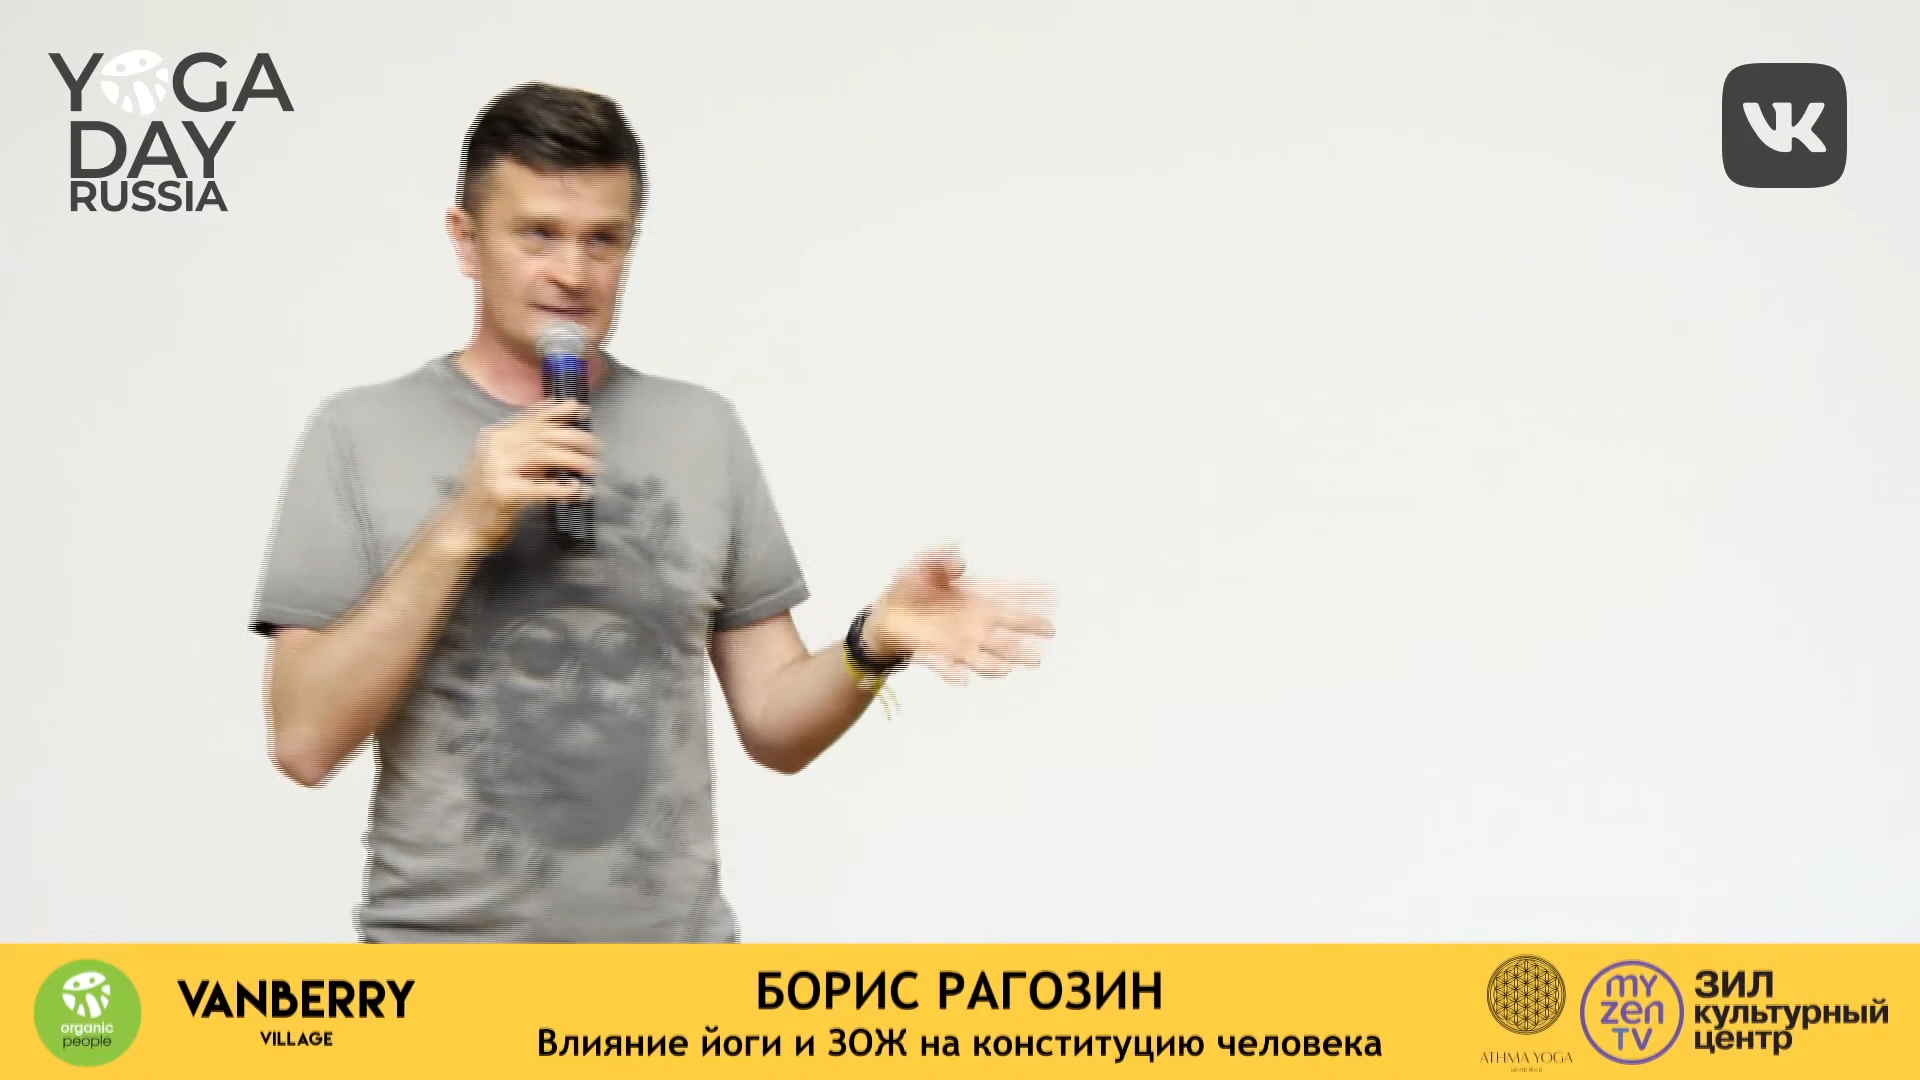 YOGA
DAY
RUSSIA
VK
organic
people
VANBERRY
VILLAGE
БОРИС РАГОЗИН
Влияние йоги и ЗОЖ на конституцию человека
ATHMA YOGA
my
zen
TV
ЗИЛ
культурный
центр